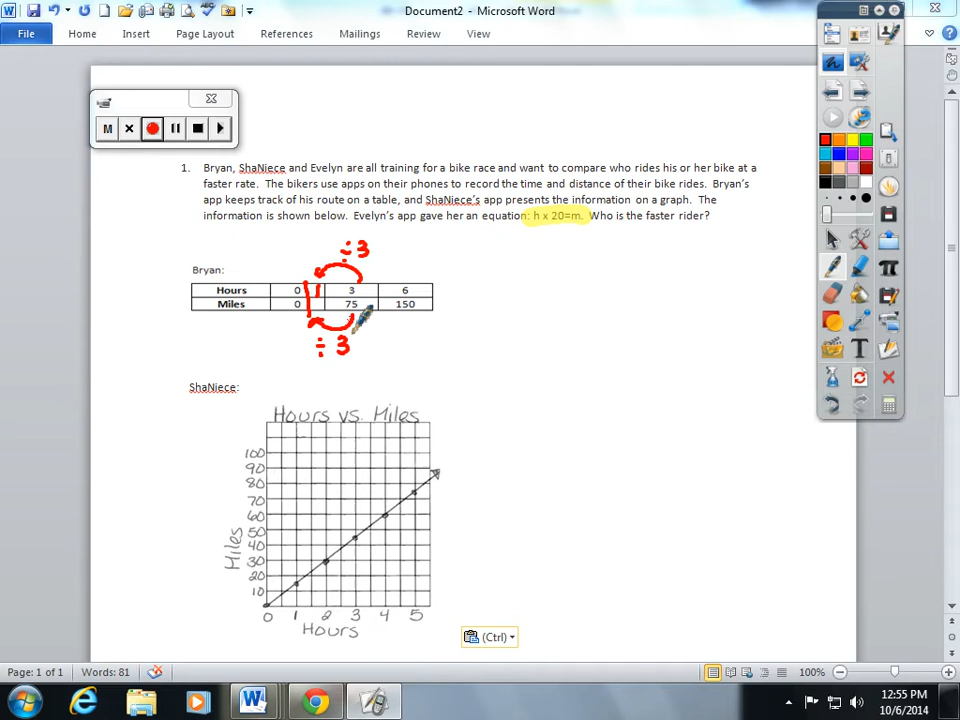 Document2 - Microsoft Word
File Home Insert Page Layout References Mailings Review View
M
1. Bryan, ShaNiece and Evelyn are all training for a bike race and want to compare who rides his or her bike at a
faster rate. The bikers use apps on their phones to record the time and distance of their bike rides. Bryan's
app keeps track of his route on a table, and ShaNiece's app presents the information on a graph. The
information is shown below. Evelyn's app gave her an equation: h x 20=m. Who is the faster rider?
÷3
Bryan:
Hours 0 1 3 6
Miles 0 75 150
÷ 3
ShaNiece:
Hours vs. Miles
100
90
80
70
60
50
40
30
20
10
Miles
0 1 2 3 4 5
Hours
(Ctrl)
Page: 1 of 1 Words: 81 100%
12:55 PM
10/6/2014